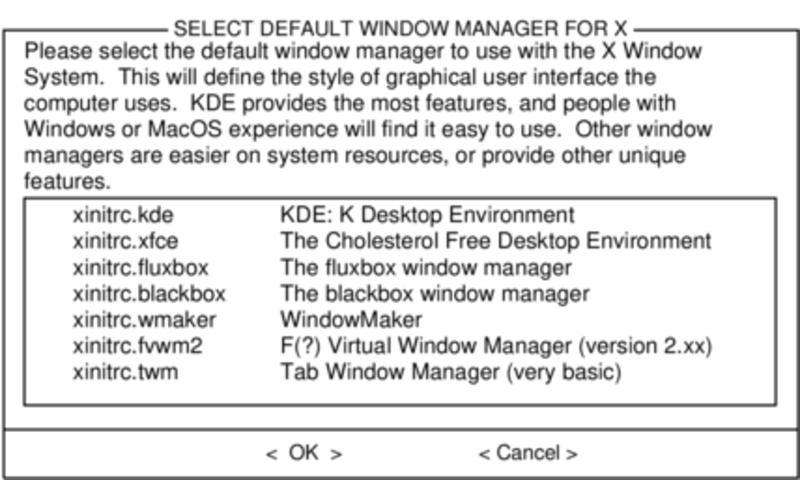 SELECT DEFAULT WINDOW MANAGER FOR X
Please select the default window manager to use with the X Window
System.  This will define the style of graphical user interface the
computer uses.  KDE provides the most features, and people with
Windows or MacOS experience will find it easy to use.  Other window
managers are easier on system resources, or provide other unique
features.
xinitrc.kde KDE: K Desktop Environment
xinitrc.xfce The Cholesterol Free Desktop Environment
xinitrc.fluxbox The fluxbox window manager
xinitrc.blackbox The blackbox window manager
xinitrc.wmaker WindowMaker
xinitrc.fvwm2 F(?) Virtual Window Manager (version 2.xx)
xinitrc.twm Tab Window Manager (very basic)
< OK > < Cancel >